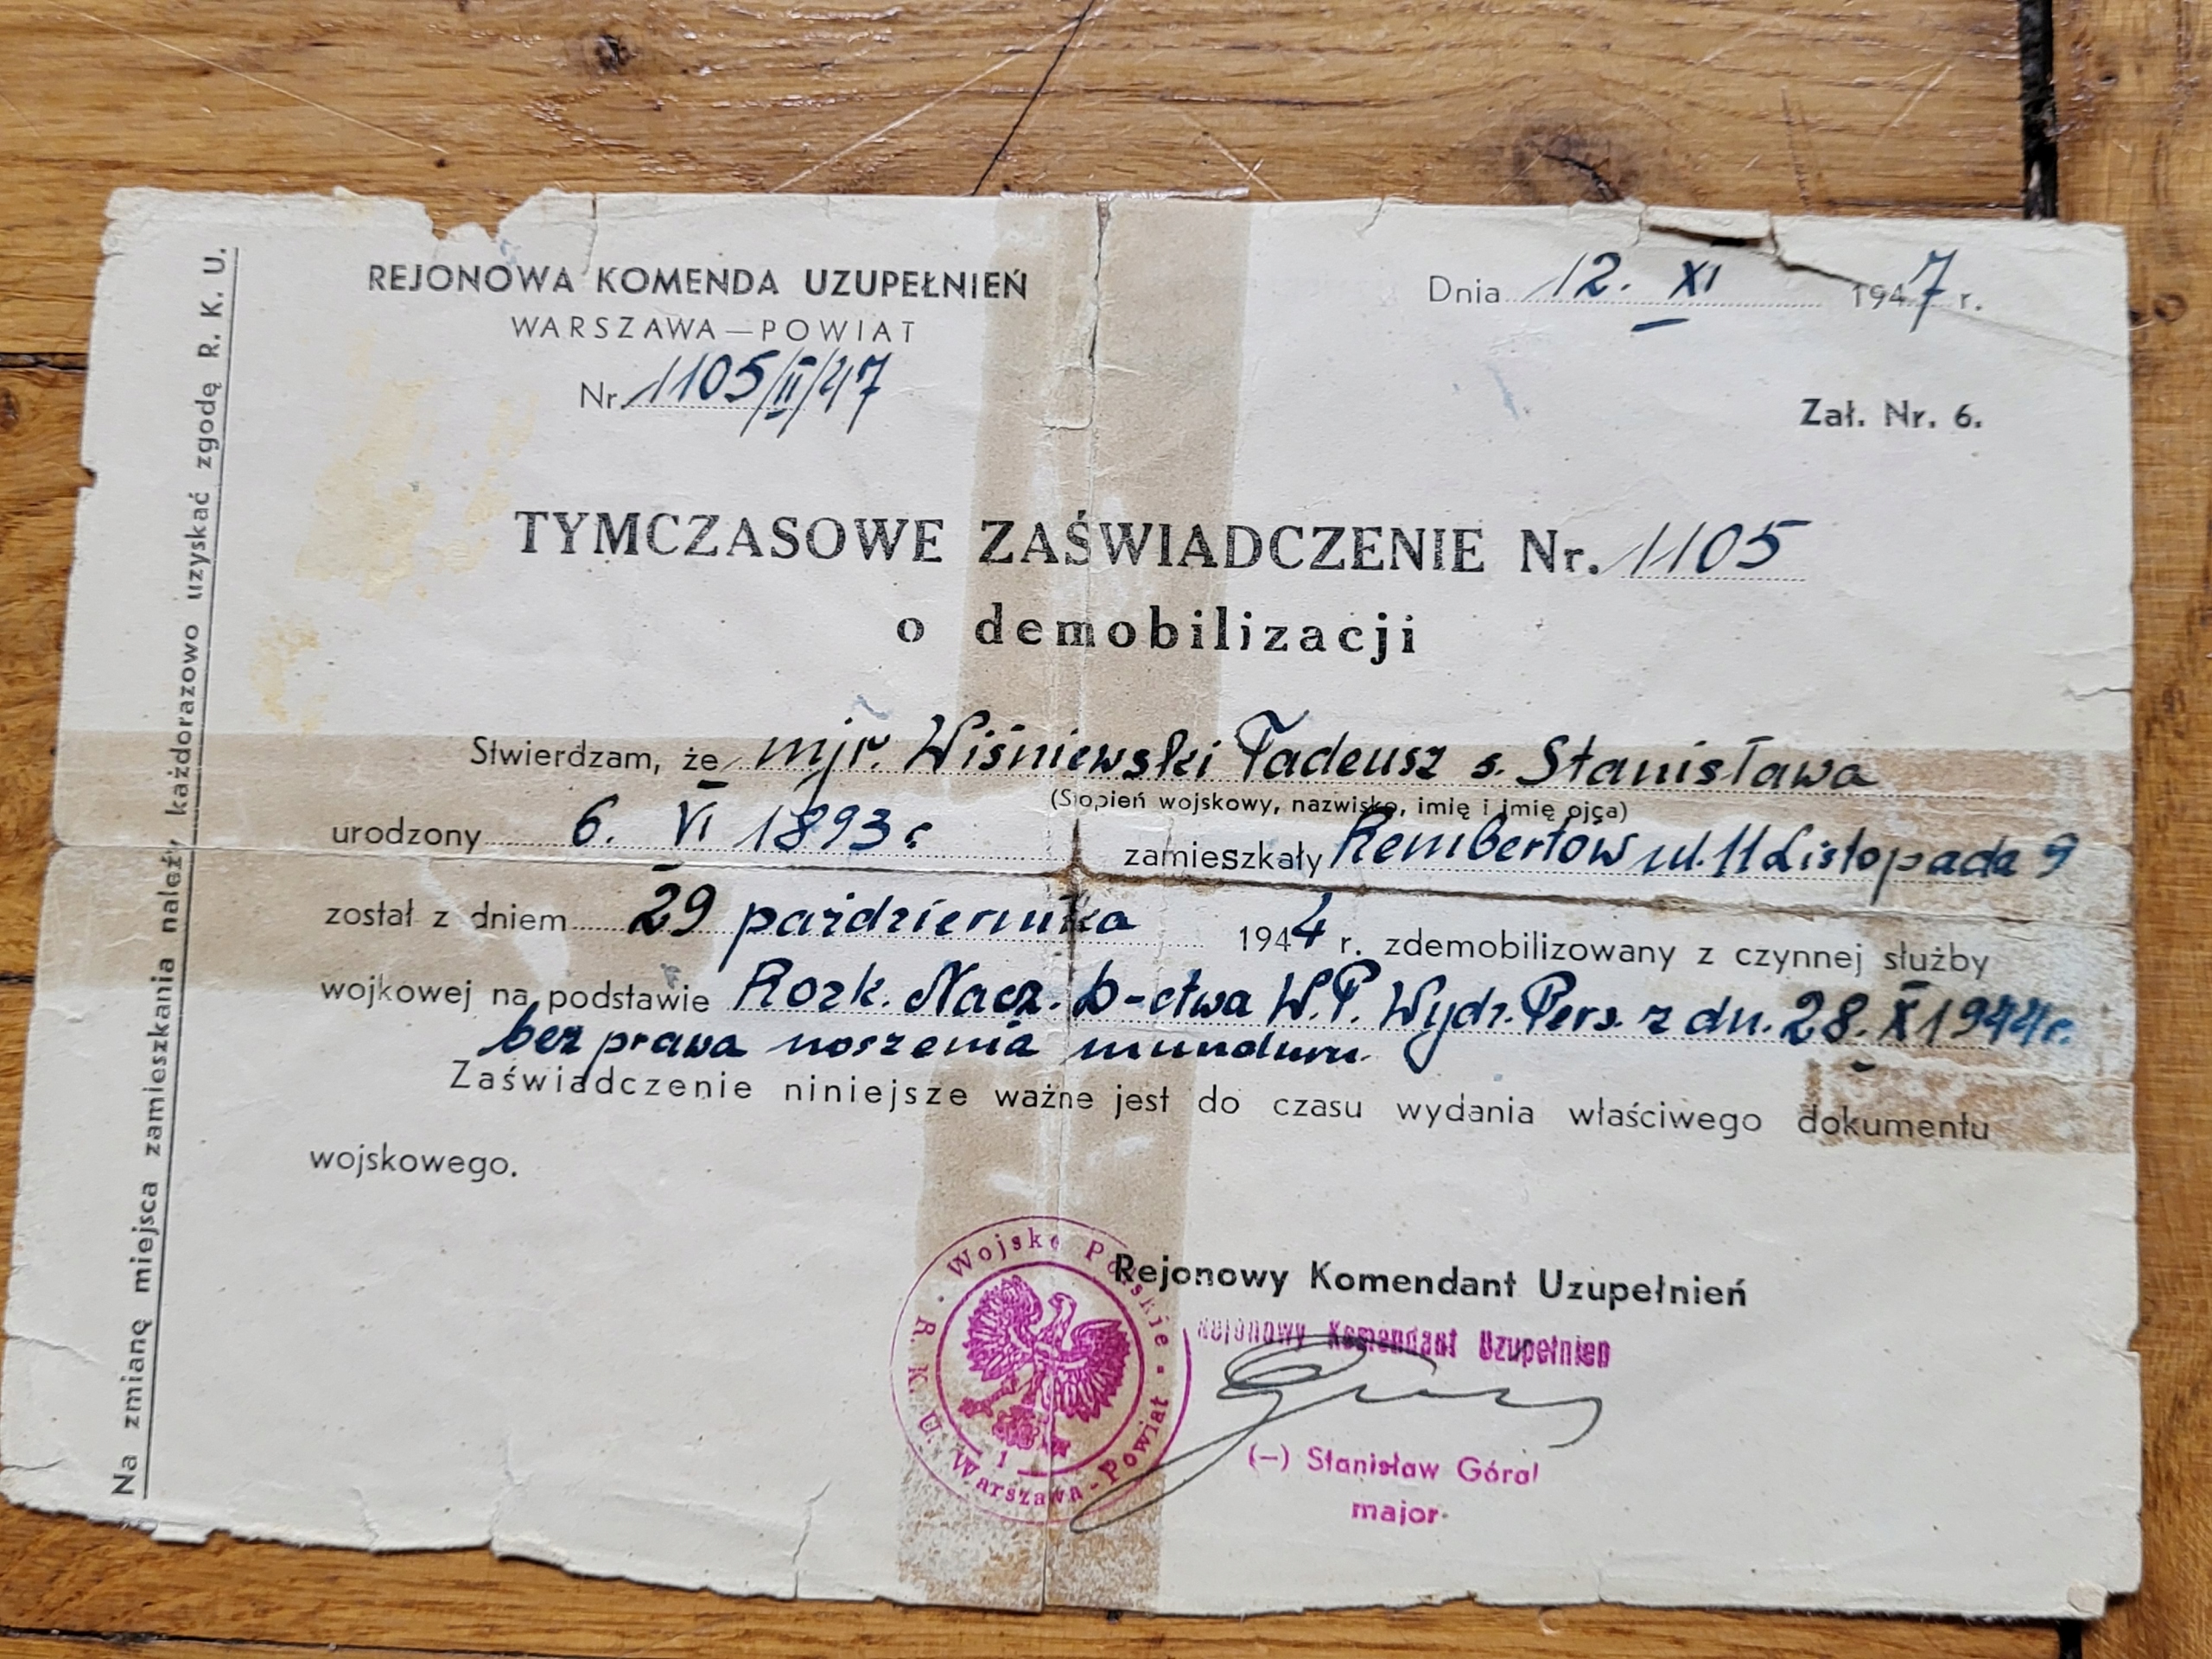 REJONOWA KOMENDA UZUPEŁNIEŃ
WARSZAWA—POWIAT
Nr 1105/II/47
Dnia 12. XI 1947 r.
Zał. Nr. 6.
TYMCZASOWE ZAŚWIADCZENIE Nr. 1105
o demobilizacji
Stwierdzam, że mjr. Wiśniewski Tadeusz s. Stanisława
(Stopień wojskowy, nazwisko, imię i imię ojca)
urodzony 6. VI 1893 r. zamieszkały Rembertow ul. 11 Listopada 9
został z dniem 29 października 1944 r. zdemobilizowany z czynnej służby
wojkowej na podstawie Rozk. Nacz. D-ctwa W.P. Wydz. Pers. z dn. 28. X 1944 r.
bez prawa noszenia munduru.
Zaświadczenie niniejsze ważne jest do czasu wydania właściwego dokumentu
wojskowego.
Rejonowy Komendant Uzupełnień
Rejonowy Komendant Uzupełnien
(—) Stanisław Góral
major
Wojsko Polskie
R. K. U. Warszawa-Powiat
1
Na zmianę miejsca zamieszkania należy każdorazowo uzyskać zgodę R. K. U.